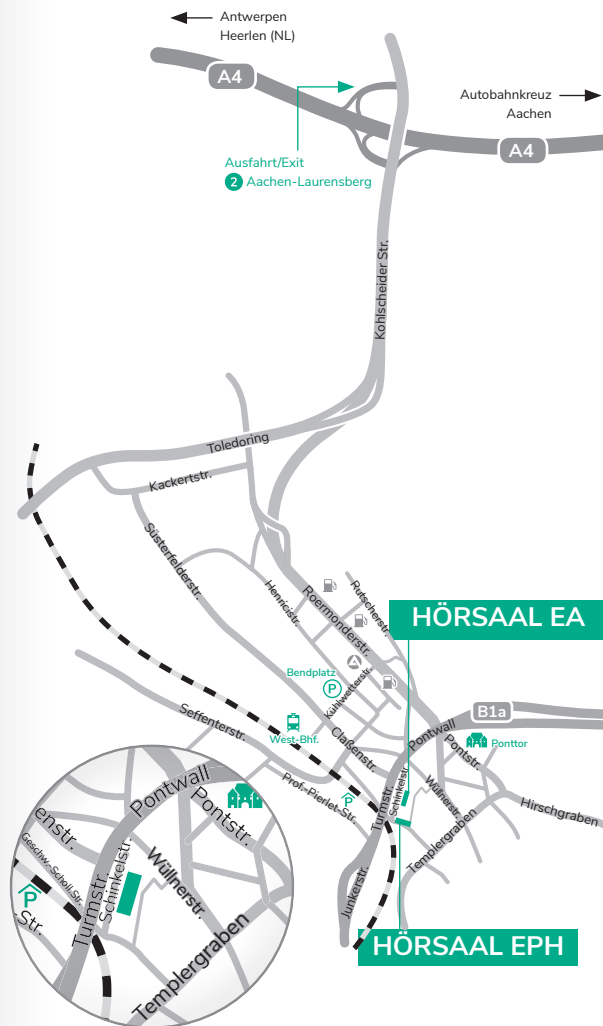 Antwerpen
Heerlen (NL)
A4
Autobahnkreuz
Aachen
A4
Ausfahrt/Exit
2 Aachen-Laurensberg
Kohlscheider Str.
Toledoring
Kackertstr.
Süsterfelderstr.
Henricistr.
Roermonderstr.
Rutscherstr.
HÖRSAAL EA
Bendplatz
P
Kühlwetterstr.
A
B1a
Seffenterstr.
West-Bhf.
Claßenstr.
Pontwall
Ponttor
Pontstr.
Prof.-Pierlet-Str.
P
Turmstr.
Schinkelstr.
Wüllnerstr.
Hirschgraben
Templergraben
Junkerstr.
HÖRSAAL EPH
Pontwall
Pontstr.
enstr.
Geschw.-Scholl-Str.
Schinkelstr.
Wüllnerstr.
P
-Str.
Turmstr.
Templergraben